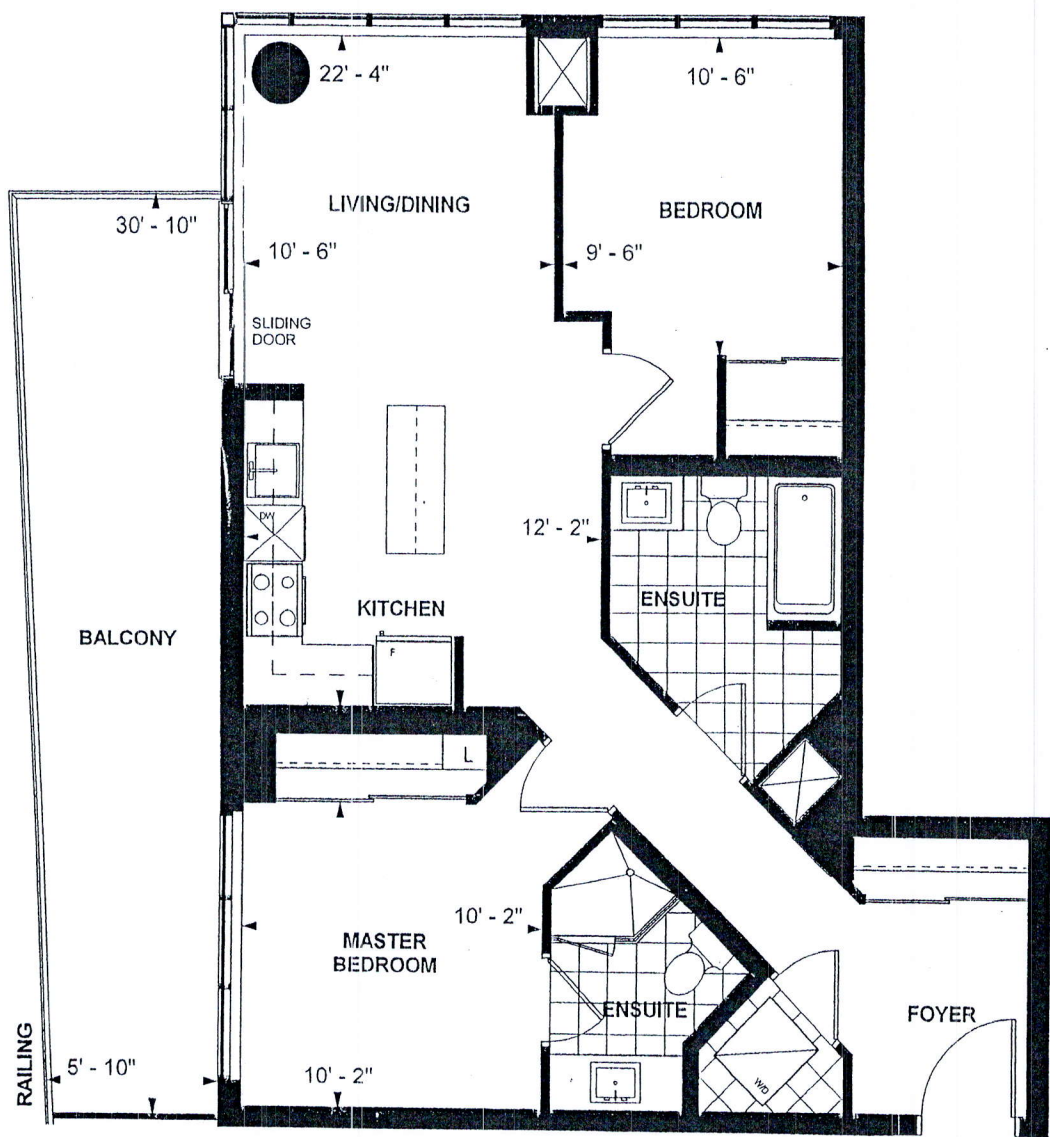 22' - 4"
10' - 6"
LIVING/DINING
BEDROOM
30' - 10"
10' - 6"
9' - 6"
SLIDING
DOOR
DW
12' - 2"
ENSUITE
KITCHEN
BALCONY
F
L
10' - 2"
MASTER
BEDROOM
ENSUITE
FOYER
RAILING
5' - 10"
10' - 2"
W/D